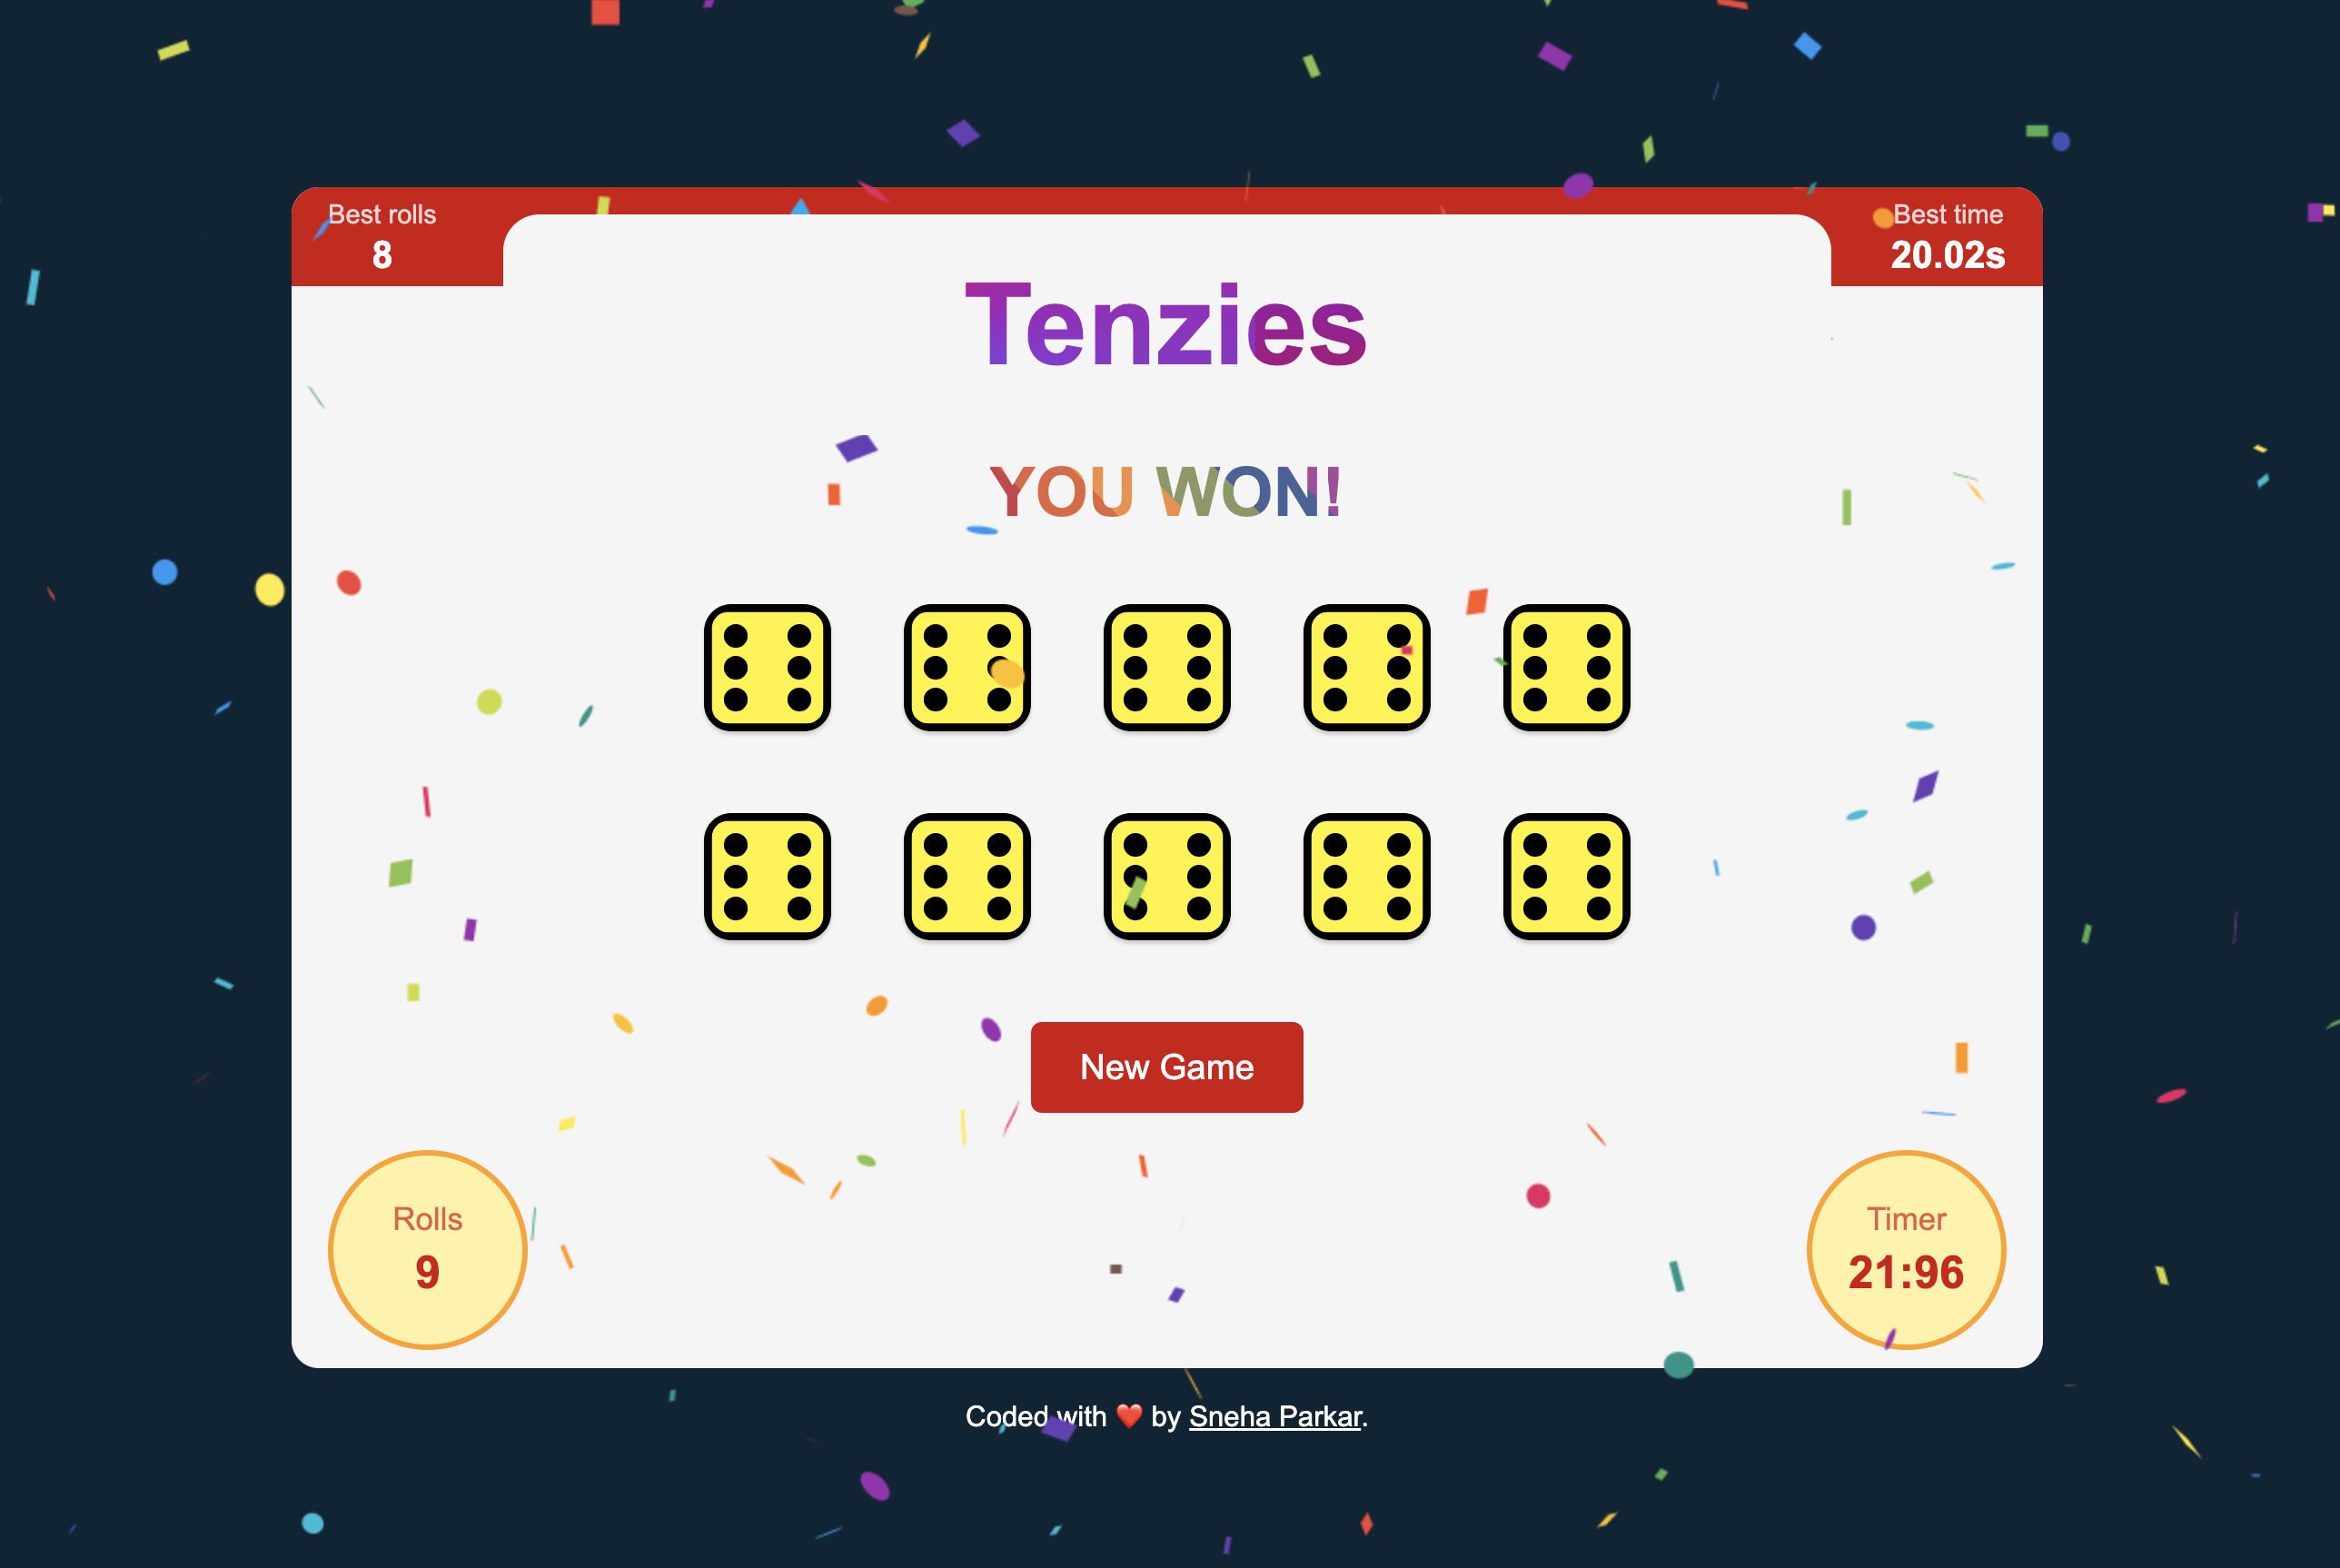 Best rolls
8
Best time
20.02s
Tenzies
YOU WON!
New Game
Rolls
9
Timer
21:96
Coded with ❤️ by Sneha Parkar.